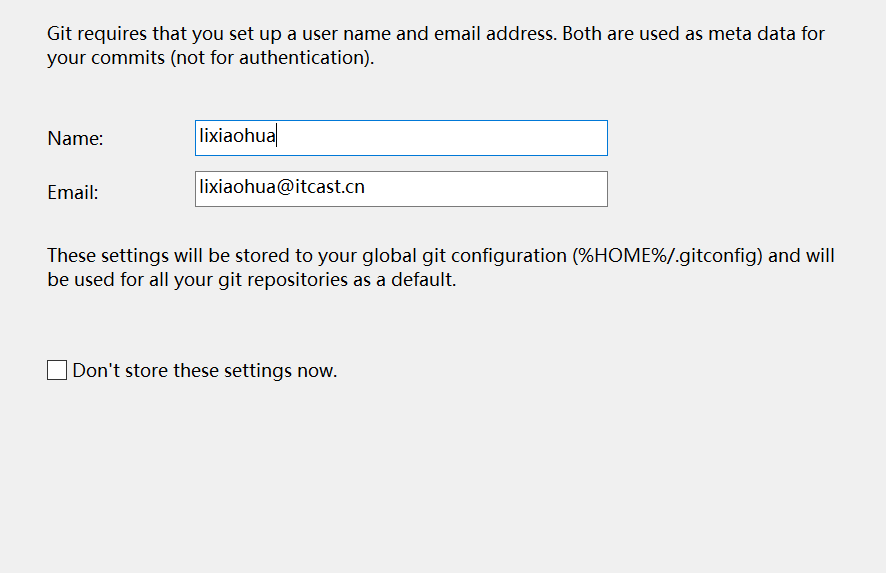 Git requires that you set up a user name and email address. Both are used as meta data for
your commits (not for authentication).
Name:
lixiaohua
Email:
lixiaohua@itcast.cn
These settings will be stored to your global git configuration (%HOME%/.gitconfig) and will
be used for all your git repositories as a default.
Don't store these settings now.